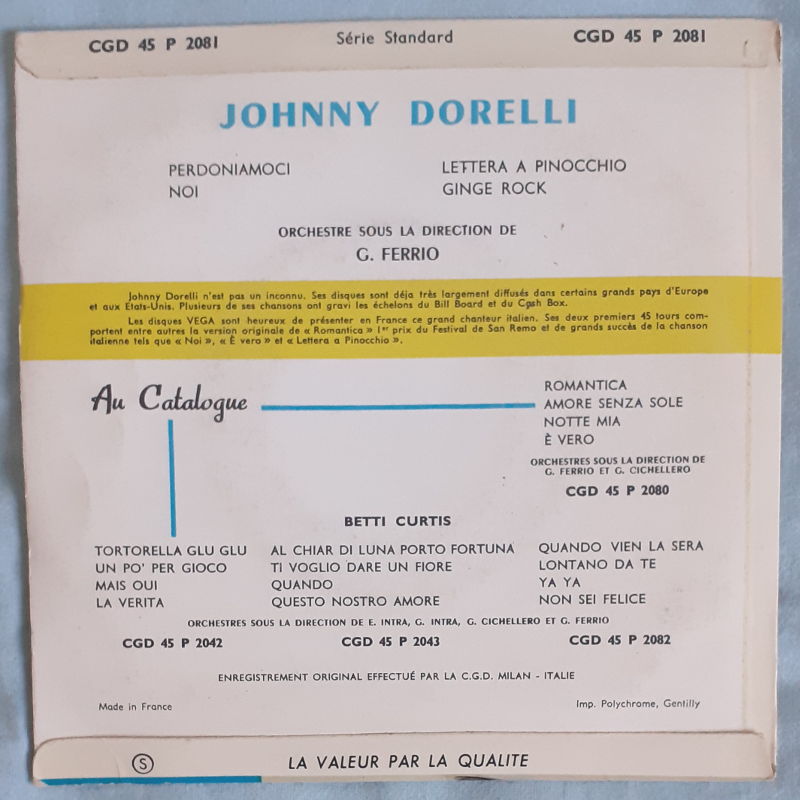 CGD 45 P 2081 Série Standard CGD 45 P 2081
JOHNNY DORELLI
PERDONIAMOCI
NOI
LETTERA A PINOCCHIO
GINGE ROCK
ORCHESTRE SOUS LA DIRECTION DE
G. FERRIO
Johnny Dorelli n'est pas un inconnu. Ses disques sont déja très largement diffusés dans certains grands pays d'Europe
et aux Etats-Unis. Plusieurs de ses chansons ont gravi les échelons du Bill Board et du Cash Box.
Les disques VEGA sont heureux de présenter en France ce grand chanteur italien. Ses deux premiers 45 tours com-
portent entre autres la version originale de « Romantica » 1er prix du Festival de San Remo et de grands succès de la chanson
italienne tels que « Noi », « È vero » et « Lettera a Pinocchio ».
Au Catalogue
ROMANTICA
AMORE SENZA SOLE
NOTTE MIA
È VERO
ORCHESTRES SOUS LA DIRECTION DE
G. FERRIO ET G. CICHELLERO
CGD 45 P 2080
BETTI CURTIS
TORTORELLA GLU GLU
UN PO' PER GIOCO
MAIS OUI
LA VERITA
AL CHIAR DI LUNA PORTO FORTUNA
TI VOGLIO DARE UN FIORE
QUANDO
QUESTO NOSTRO AMORE
QUANDO VIEN LA SERA
LONTANO DA TE
YA YA
NON SEI FELICE
ORCHESTRES SOUS LA DIRECTION DE E. INTRA, G. INTRA, G. CICHELLERO ET G. FERRIO
CGD 45 P 2042 CGD 45 P 2043 CGD 45 P 2082
ENREGISTREMENT ORIGINAL EFFECTUÉ PAR LA C.G.D. MILAN - ITALIE
Made in France Imp. Polychrome, Gentilly
S LA VALEUR PAR LA QUALITE